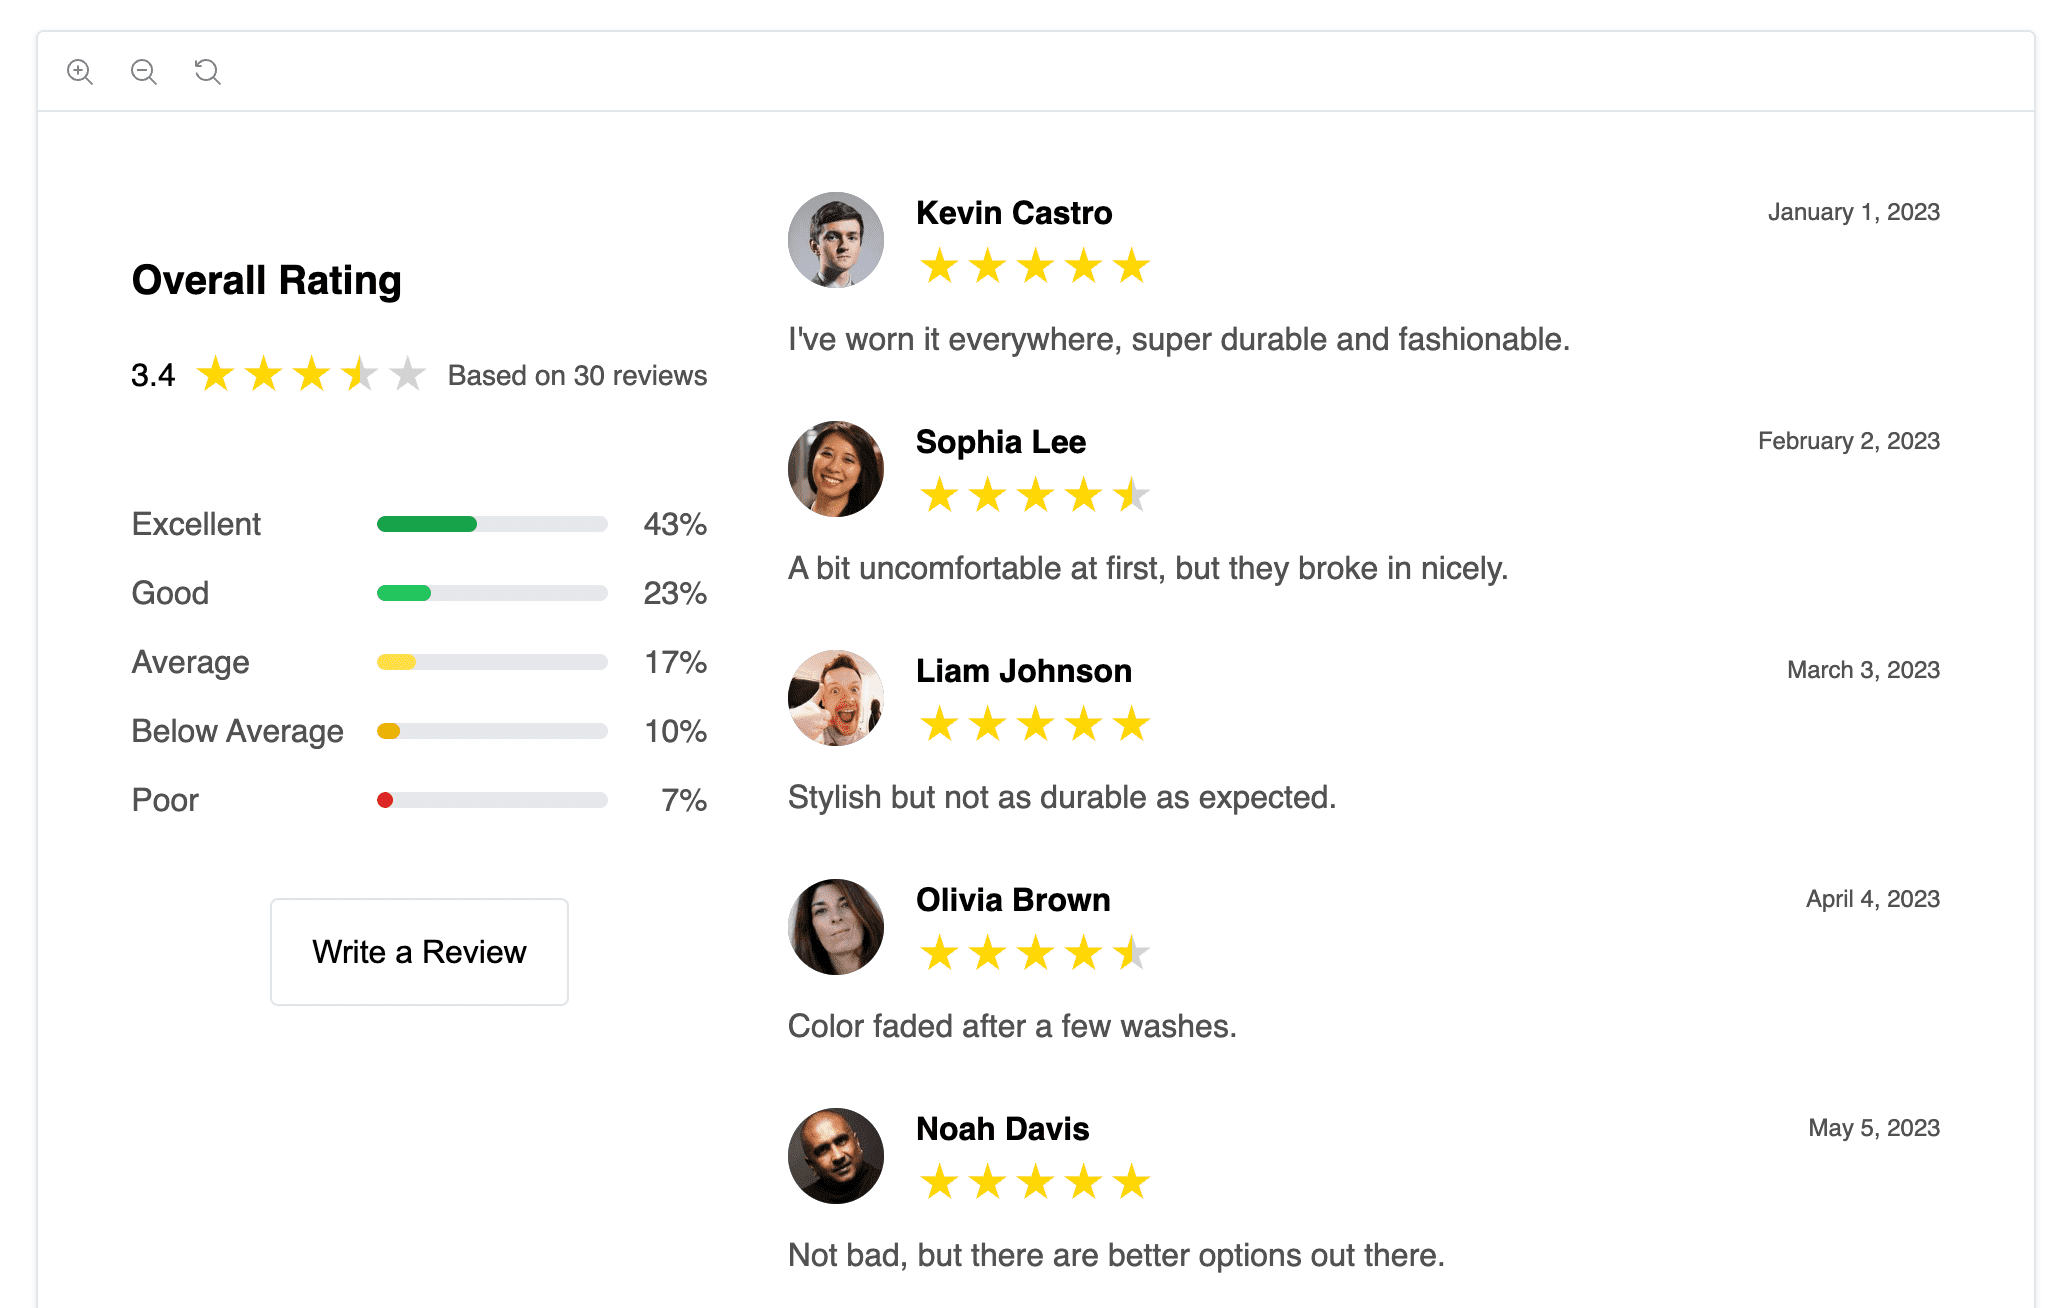 Overall Rating
3.4 Based on 30 reviews
Excellent 43%
Good 23%
Average 17%
Below Average 10%
Poor 7%
Write a Review
Kevin Castro January 1, 2023
I've worn it everywhere, super durable and fashionable.
Sophia Lee February 2, 2023
A bit uncomfortable at first, but they broke in nicely.
Liam Johnson March 3, 2023
Stylish but not as durable as expected.
Olivia Brown April 4, 2023
Color faded after a few washes.
Noah Davis May 5, 2023
Not bad, but there are better options out there.